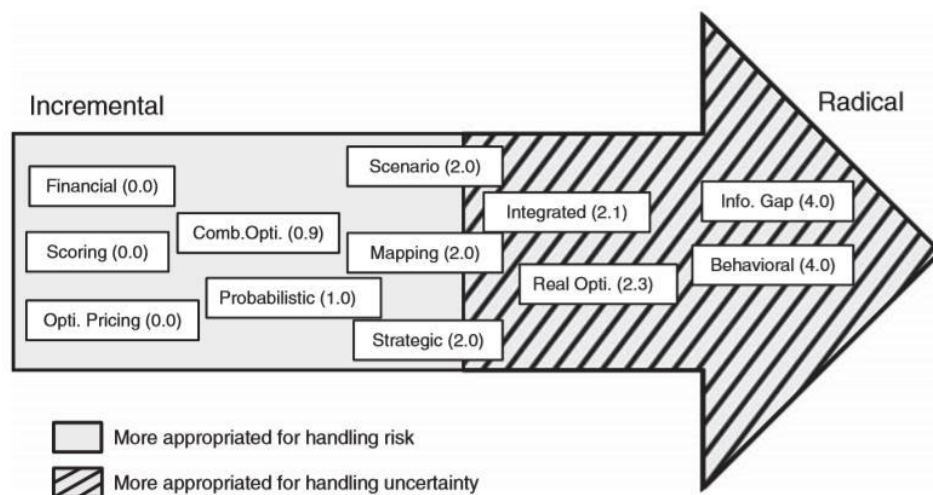 Incremental
Radical
Financial (0.0)
Scenario (2.0)
Scoring (0.0)
Comb.Opti. (0.9)
Mapping (2.0)
Opti. Pricing (0.0)
Probabilistic (1.0)
Strategic (2.0)
Integrated (2.1)
Real Opti. (2.3)
Info. Gap (4.0)
Behavioral (4.0)
More appropriated for handling risk
More appropriated for handling uncertainty